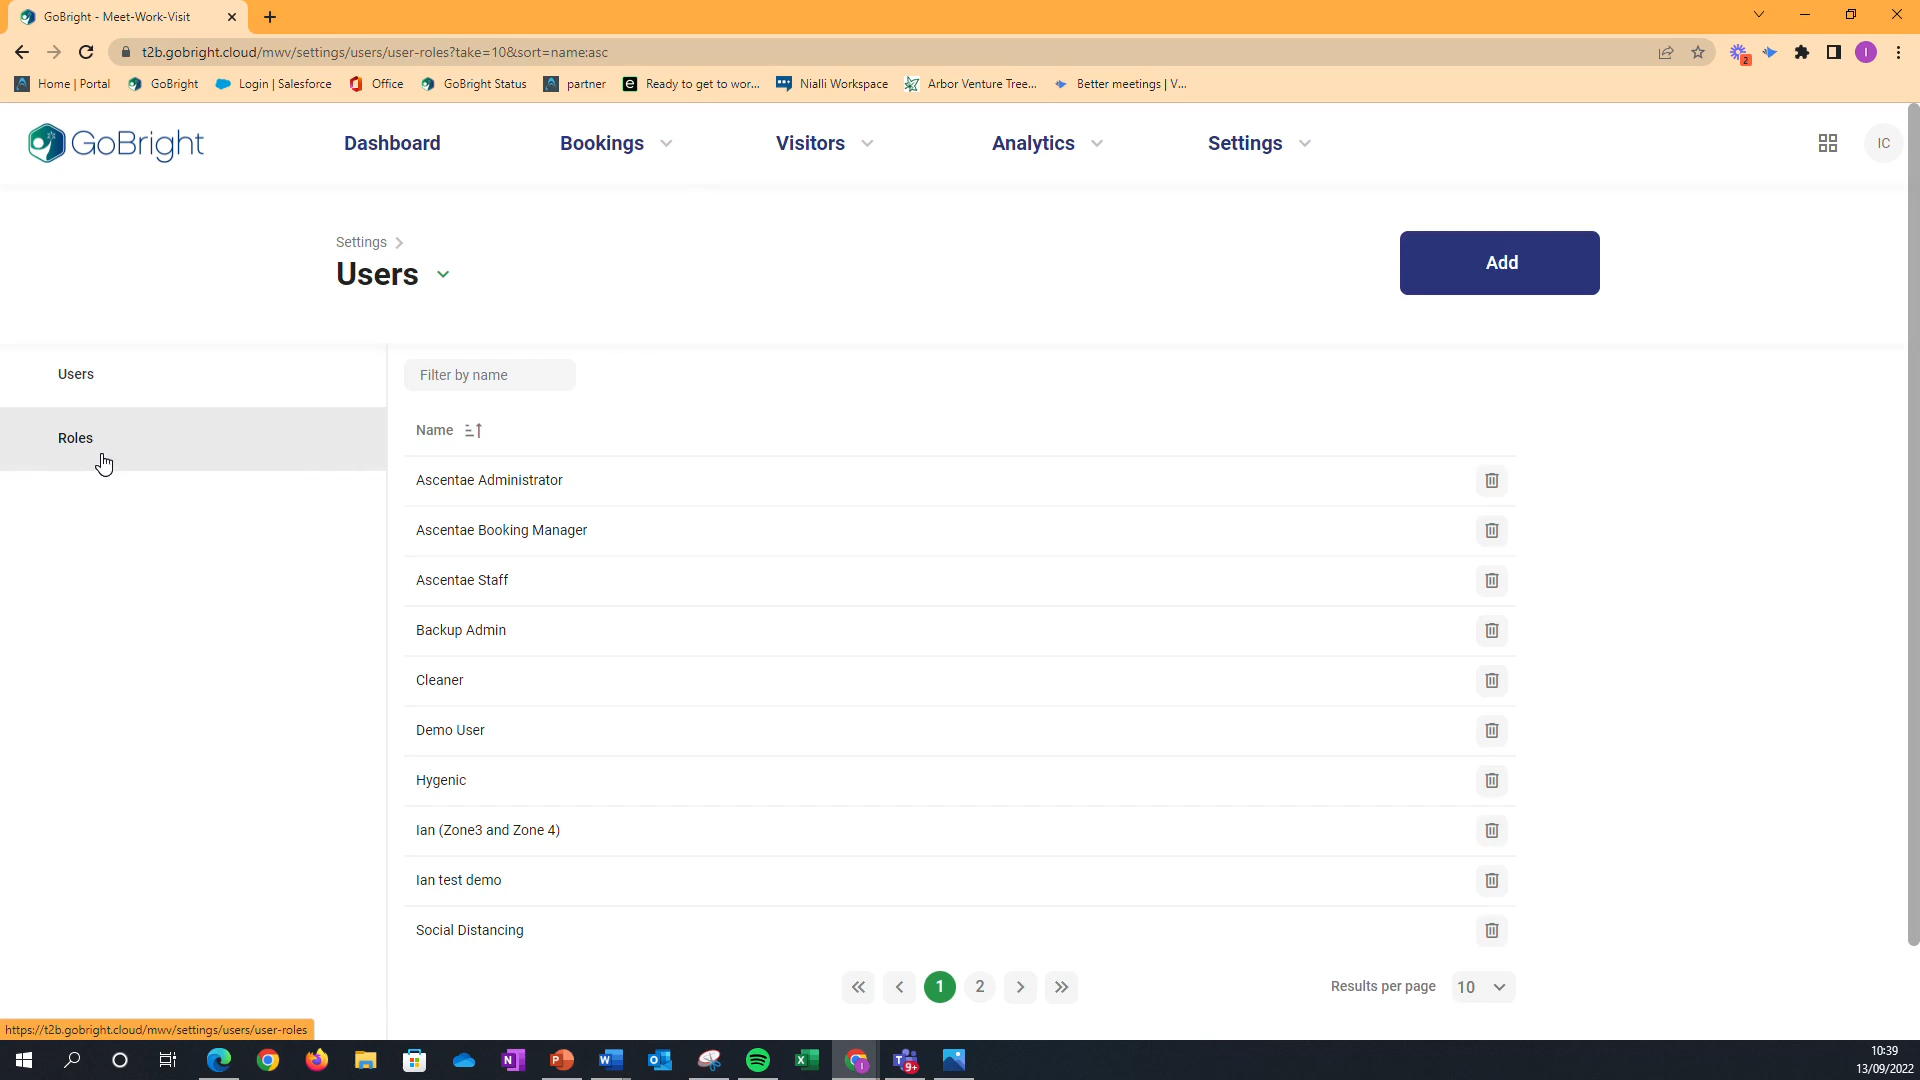 GoBright - Meet-Work-Visit
t2b.gobright.cloud/mwv/settings/users/user-roles?take=10&sort=name:asc
2
I
Home | Portal
GoBright
Login | Salesforce
Office
GoBright Status
partner
Ready to get to wor...
Nialli Workspace
Arbor Venture Tree...
Better meetings | V...
GoBright
Dashboard
Bookings
Visitors
Analytics
Settings
IC
Settings
Users
Add
Users
Roles
Filter by name
Name
Ascentae Administrator
Ascentae Booking Manager
Ascentae Staff
Backup Admin
Cleaner
Demo User
Hygenic
Ian (Zone3 and Zone 4)
Ian test demo
Social Distancing
1
2
Results per page
10
https://t2b.gobright.cloud/mwv/settings/users/user-roles
9+
10:39
13/09/2022